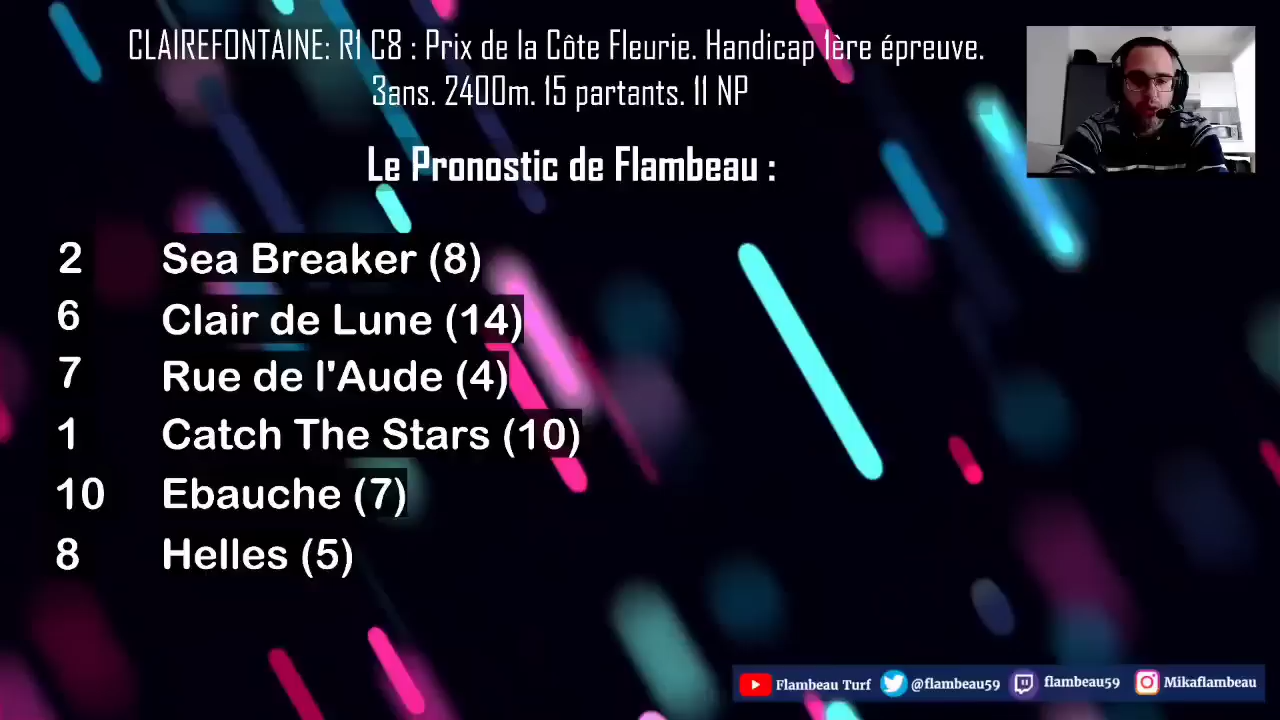 CLAIREFONTAINE: R1 C8 : Prix de la Côte Fleurie. Handicap 1ère épreuve.
3ans. 2400m. 15 partants. 11 NP
Le Pronostic de Flambeau :
2 Sea Breaker (8)
6 Clair de Lune (14)
7 Rue de l'Aude (4)
1 Catch The Stars (10)
10 Ebauche (7)
8 Helles (5)
Flambeau Turf @flambeau59 flambeau59 Mikaflambeau